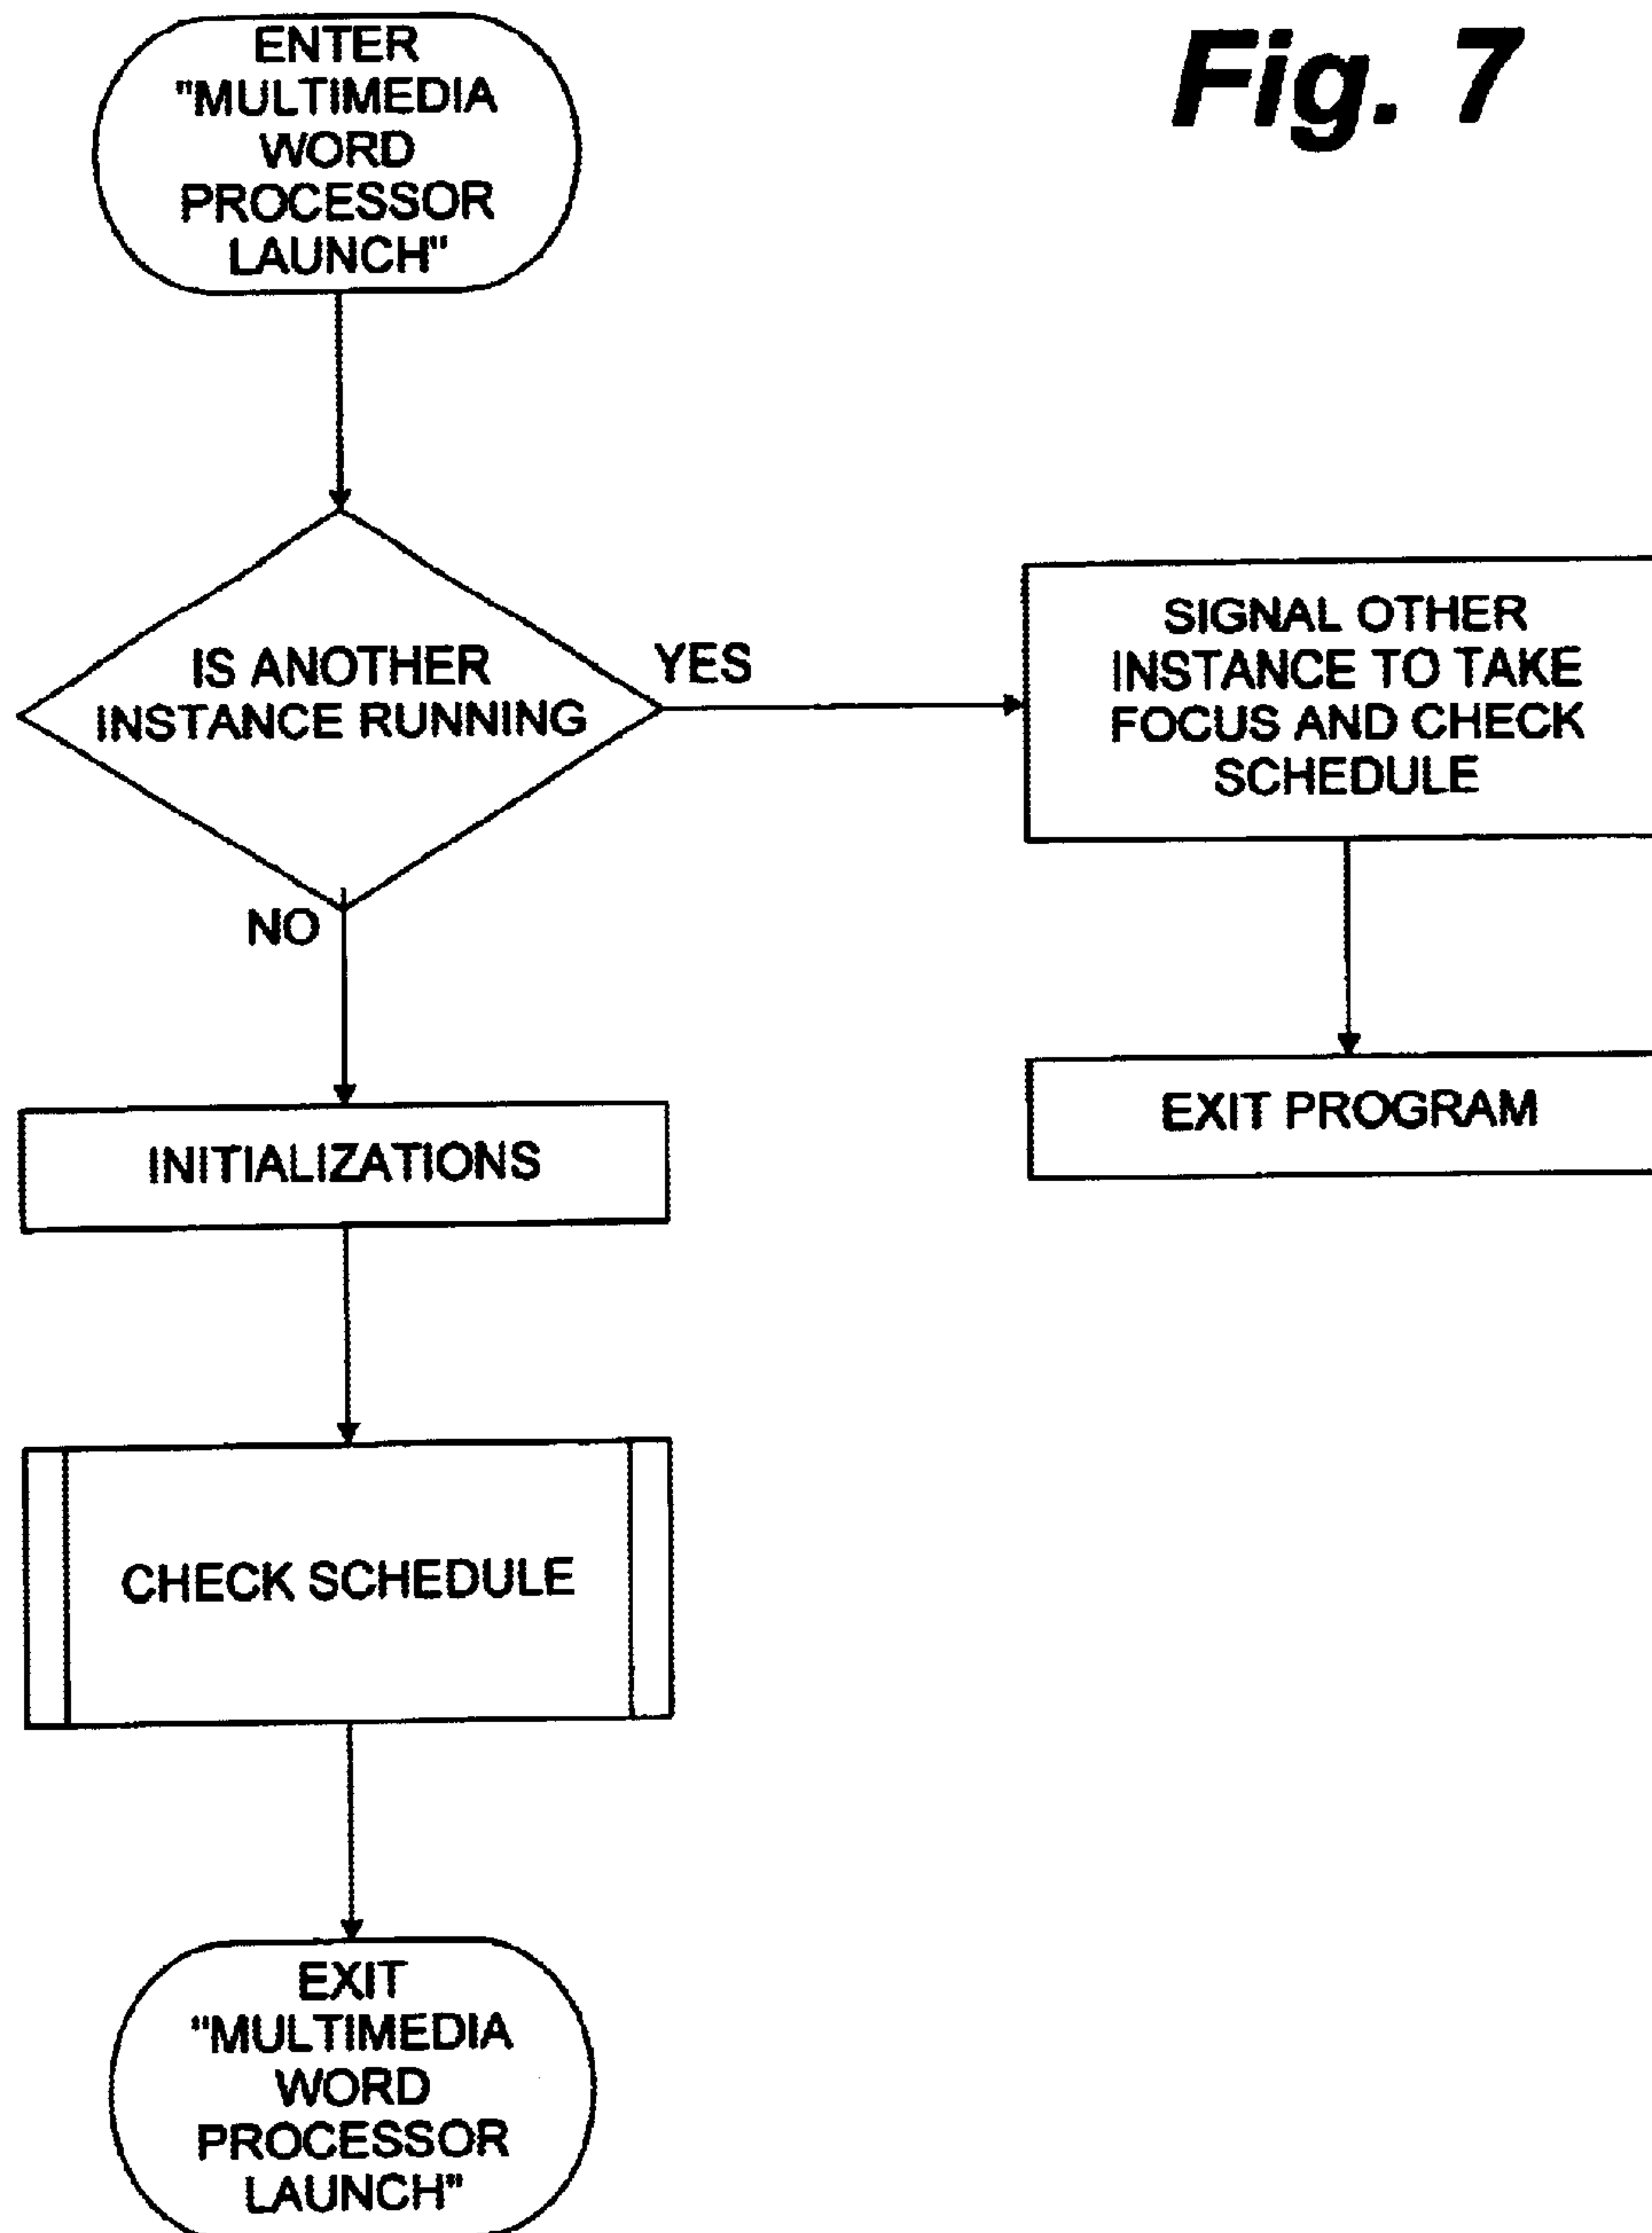 Fig. 7
ENTER
"MULTIMEDIA
WORD
PROCESSOR
LAUNCH"
IS ANOTHER
INSTANCE RUNNING
YES
SIGNAL OTHER
INSTANCE TO TAKE
FOCUS AND CHECK
SCHEDULE
EXIT PROGRAM
NO
INITIALIZATIONS
CHECK SCHEDULE
EXIT
"MULTIMEDIA
WORD
PROCESSOR
LAUNCH"